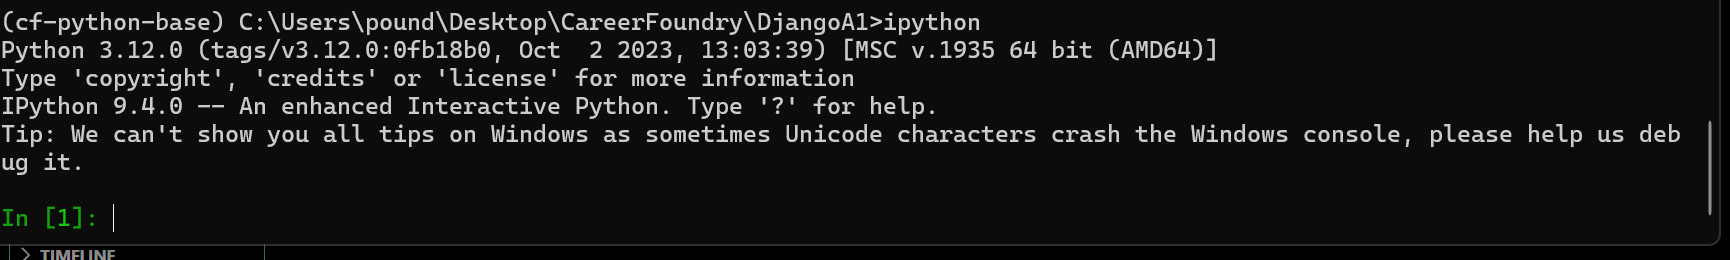 (cf-python-base) C:\Users\pound\Desktop\CareerFoundry\DjangoA1>ipython
Python 3.12.0 (tags/v3.12.0:0fb18b0, Oct  2 2023, 13:03:39) [MSC v.1935 64 bit (AMD64)]
Type 'copyright', 'credits' or 'license' for more information
IPython 9.4.0 -- An enhanced Interactive Python. Type '?' for help.
Tip: We can't show you all tips on Windows as sometimes Unicode characters crash the Windows console, please help us deb
ug it.
In [1]:
> TIMELINE